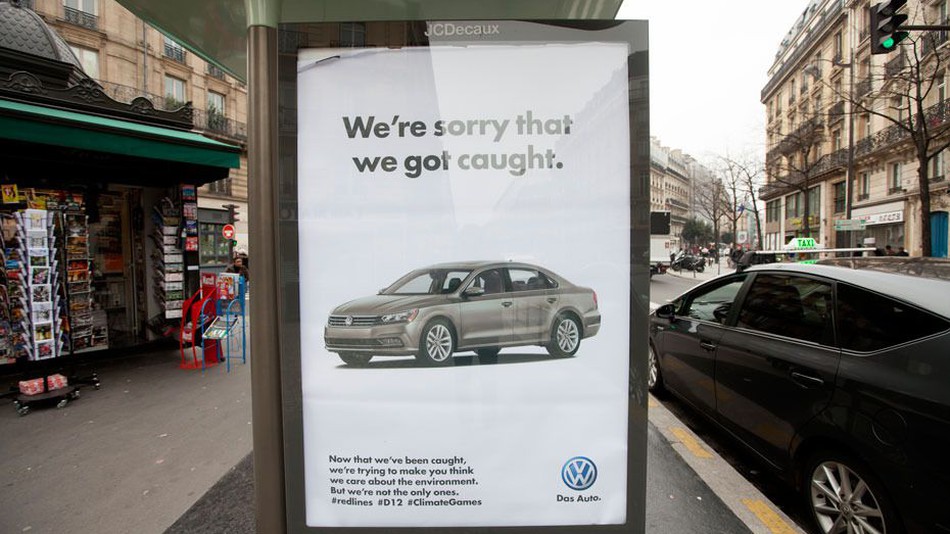 JCDecaux
We're sorry that
we got caught.
Now that we've been caught,
we're trying to make you think
we care about the environment.
But we're not the only ones.
#redlines #D12 #ClimateGames
Das Auto.
TAXI